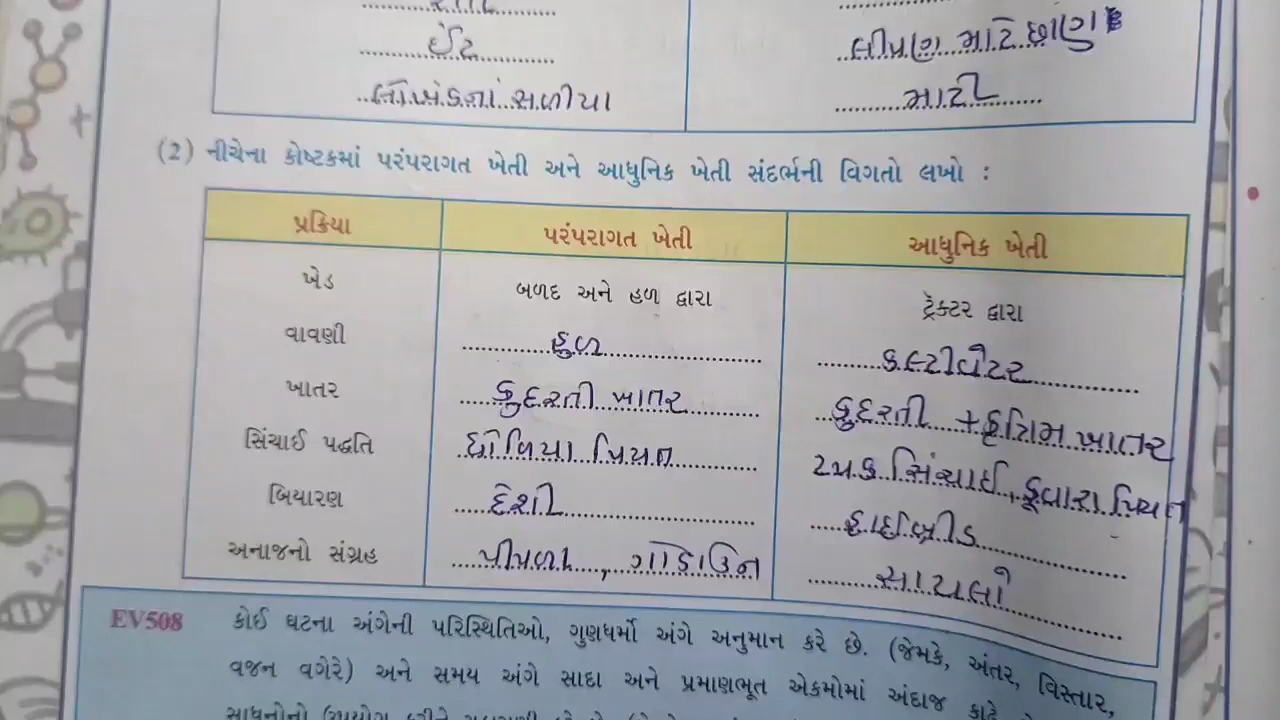 ઈંટ
લીપણ માટે છાણ
લોખંડનાં સળીયા
માટી
(2) નીચેના કોષ્ટકમાં પરંપરાગત ખેતી અને આધુનિક ખેતી સંદર્ભની વિગતો લખો :
પ્રક્રિયા પરંપરાગત ખેતી આધુનિક ખેતી
ખેડ બળદ અને હળ દ્વારા ટ્રૅક્ટર દ્વારા
વાવણી હળ કલ્ટીવેટર
ખાતર કુદરતી ખાતર કુદરતી + કૃત્રિમ ખાતર
સિંચાઈ પદ્ધતિ ધોળિયા પિયત ટપક સિંચાઈ, ફૂવારા પિયત
બિયારણ દેશી હાઈબ્રીડ
અનાજનો સંગ્રહ પીપળા, ગોડાઉન સાયલો
EV508 કોઈ ઘટના અંગેની પરિસ્થિતિઓ, ગુણધર્મો અંગે અનુમાન કરે છે. (જેમકે, અંતર, વિસ્તાર,
વજન વગેરે) અને સમય અંગે સાદા અને પ્રમાણભૂત એકમોમાં અંદાજ કાઢે